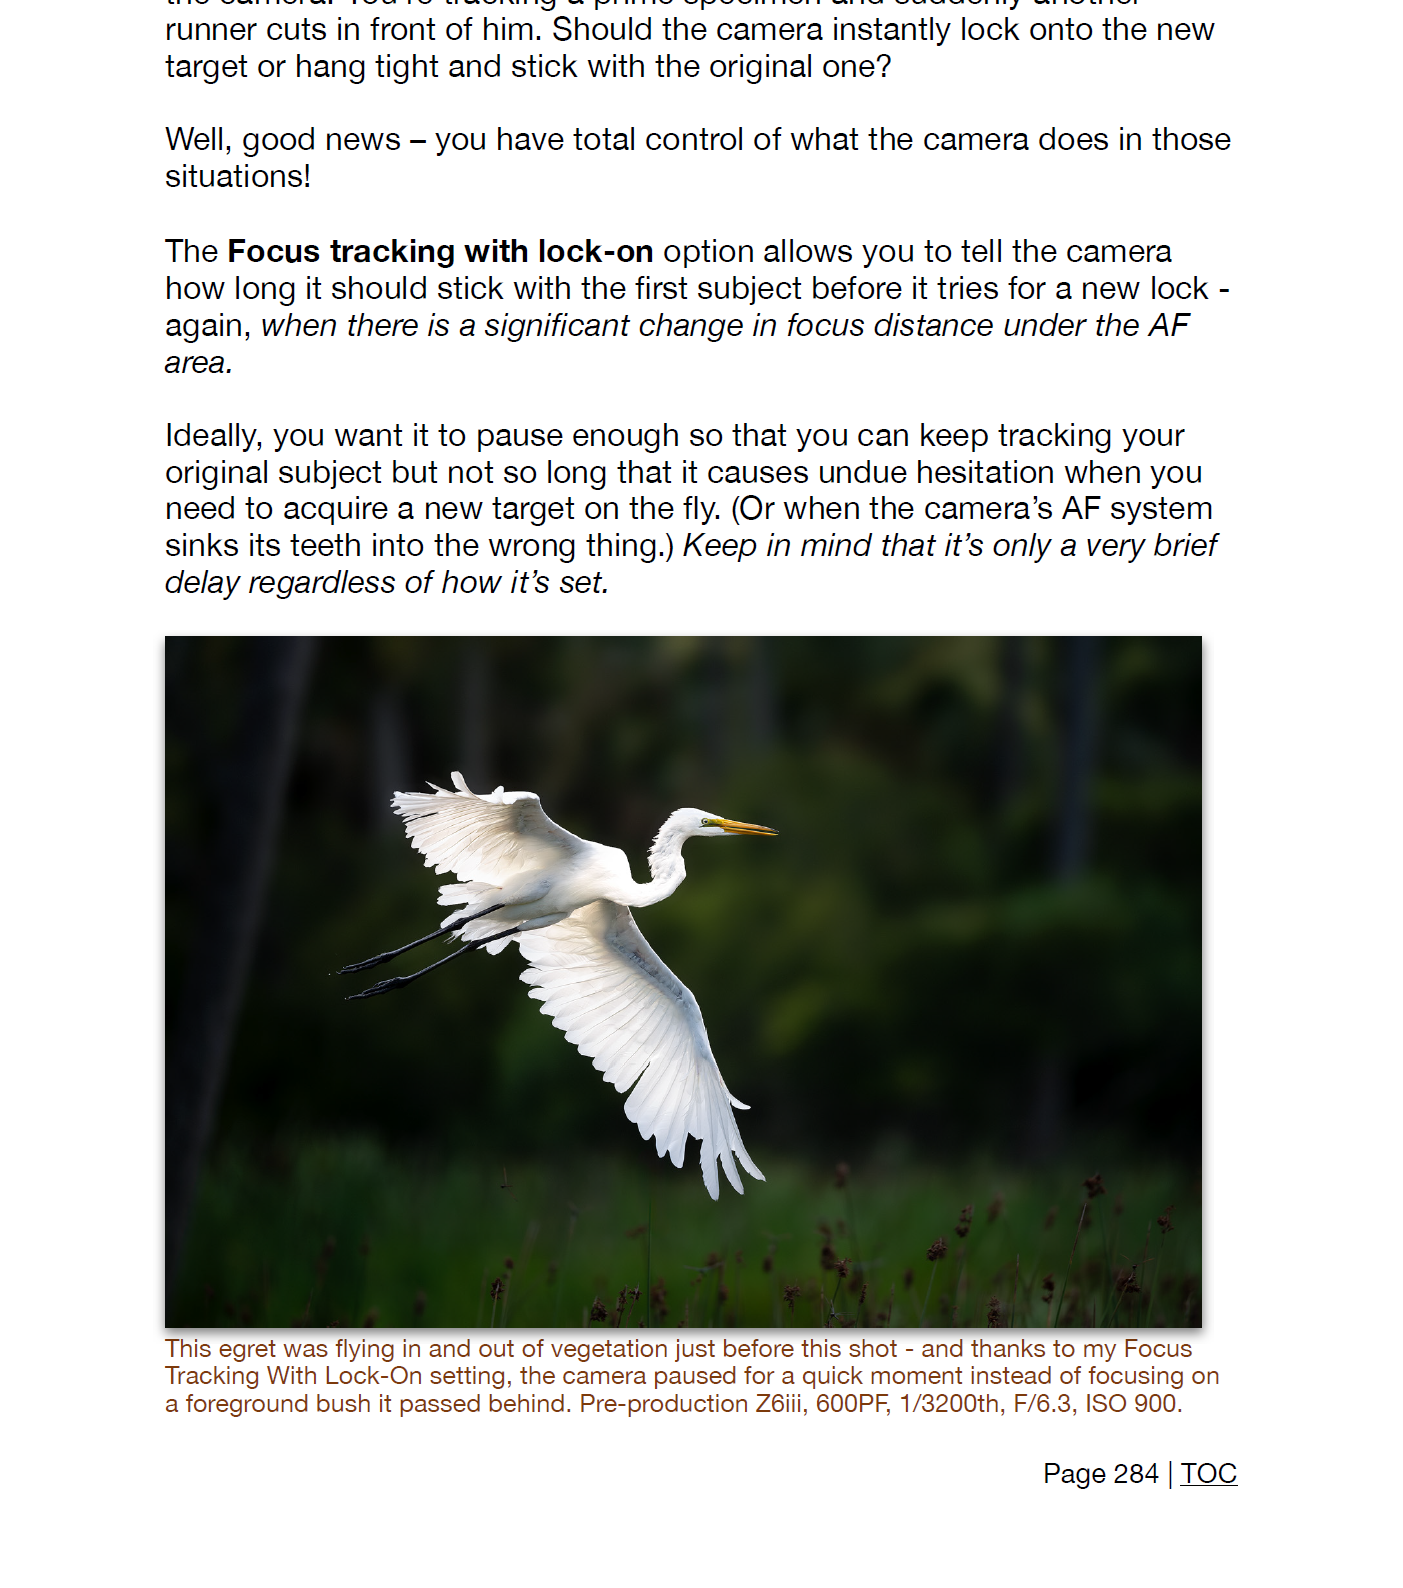 the camera. You're tracking a prime specimen and suddenly another
runner cuts in front of him. Should the camera instantly lock onto the new
target or hang tight and stick with the original one?
Well, good news – you have total control of what the camera does in those
situations!
The Focus tracking with lock-on option allows you to tell the camera
how long it should stick with the first subject before it tries for a new lock -
again, when there is a significant change in focus distance under the AF
area.
Ideally, you want it to pause enough so that you can keep tracking your
original subject but not so long that it causes undue hesitation when you
need to acquire a new target on the fly. (Or when the camera’s AF system
sinks its teeth into the wrong thing.) Keep in mind that it’s only a very brief
delay regardless of how it’s set.
This egret was flying in and out of vegetation just before this shot - and thanks to my Focus
Tracking With Lock-On setting, the camera paused for a quick moment instead of focusing on
a foreground bush it passed behind. Pre-production Z6iii, 600PF, 1/3200th, F/6.3, ISO 900.
Page 284 | TOC